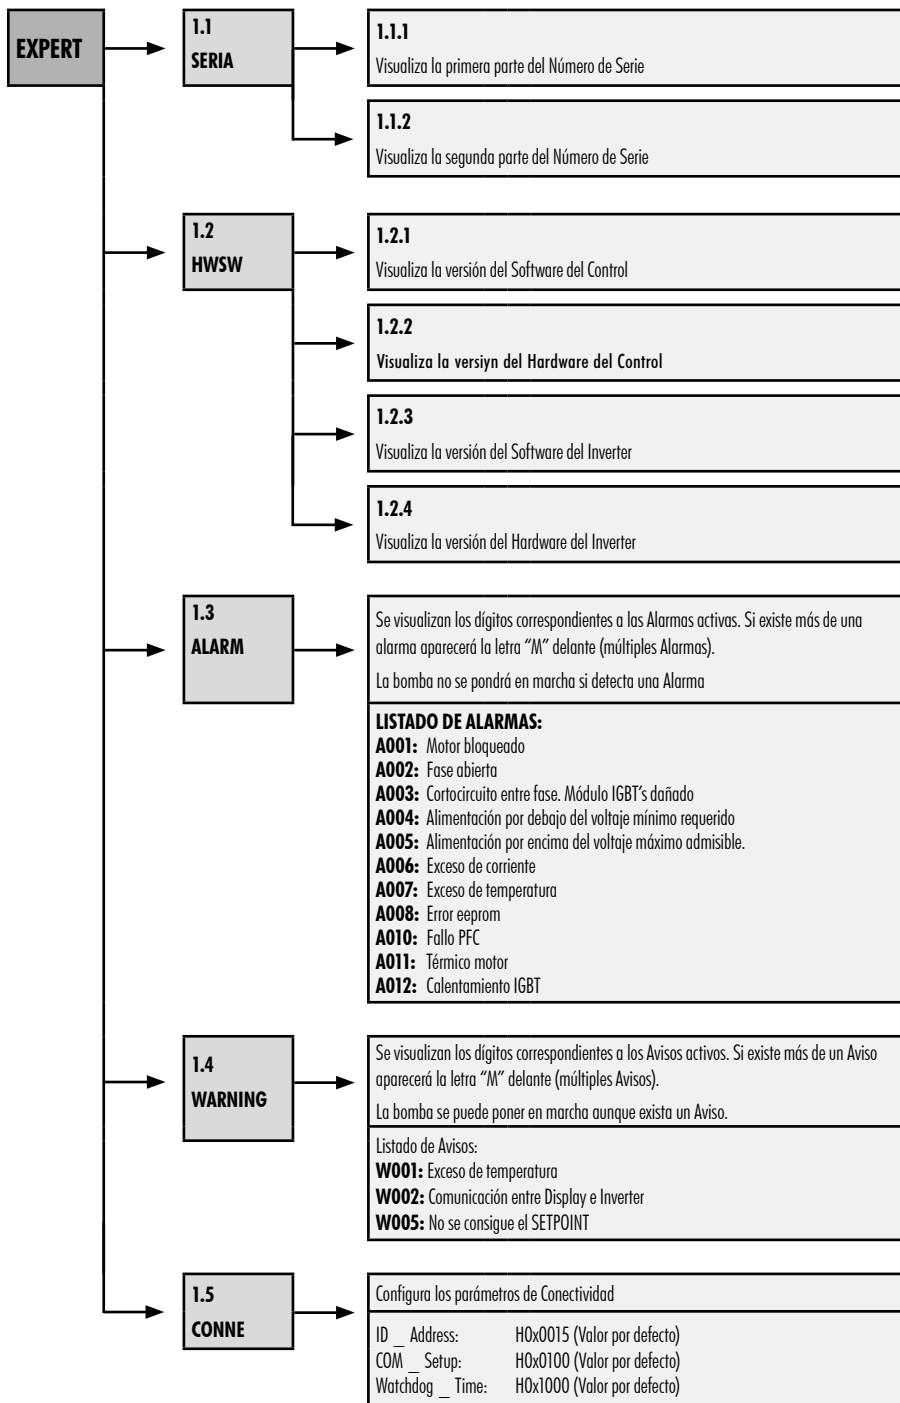 EXPERT
1.1
SERIA
1.1.1
Visualiza la primera parte del Número de Serie
1.1.2
Visualiza la segunda parte del Número de Serie
1.2
HWSW
1.2.1
Visualiza la versión del Software del Control
1.2.2
Visualiza la versiyn del Hardware del Control
1.2.3
Visualiza la versión del Software del Inverter
1.2.4
Visualiza la versión del Hardware del Inverter
1.3
ALARM
Se visualizan los dígitos correspondientes a las Alarmas activas. Si existe más de una
alarma aparecerá la letra “M” delante (múltiples Alarmas).
La bomba no se pondrá en marcha si detecta una Alarma
LISTADO DE ALARMAS:
A001: Motor bloqueado
A002: Fase abierta
A003: Cortocircuito entre fase. Módulo IGBT's dañado
A004: Alimentación por debajo del voltaje mínimo requerido
A005: Alimentación por encima del voltaje máximo admisible.
A006: Exceso de corriente
A007: Exceso de temperatura
A008: Error eeprom
A010: Fallo PFC
A011: Térmico motor
A012: Calentamiento IGBT
1.4
WARNING
Se visualizan los dígitos correspondientes a los Avisos activos. Si existe más de un Aviso
aparecerá la letra “M” delante (múltiples Avisos).
La bomba se puede poner en marcha aunque exista un Aviso.
Listado de Avisos:
W001: Exceso de temperatura
W002: Comunicación entre Display e Inverter
W005: No se consigue el SETPOINT
1.5
CONNE
Configura los parámetros de Conectividad
ID _ Address: H0x0015 (Valor por defecto)
COM _ Setup: H0x0100 (Valor por defecto)
Watchdog _ Time: H0x1000 (Valor por defecto)